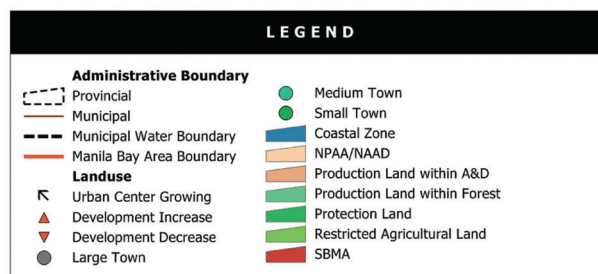 LEGEND
Administrative Boundary
Provincial
Municipal
Municipal Water Boundary
Manila Bay Area Boundary
Landuse
Urban Center Growing
Development Increase
Development Decrease
Large Town
Medium Town
Small Town
Coastal Zone
NPAA/NAAD
Production Land within A&D
Production Land within Forest
Protection Land
Restricted Agricultural Land
SBMA